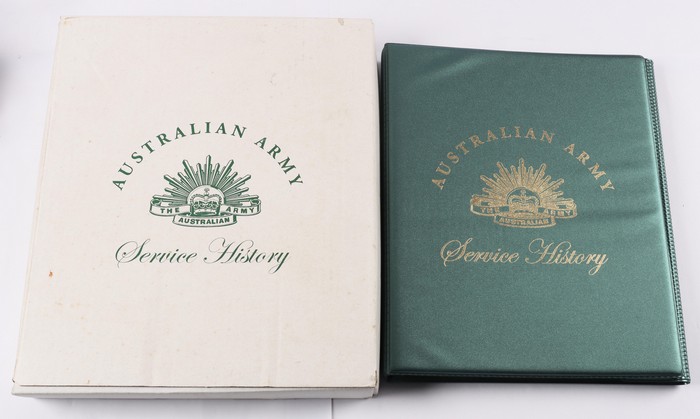 AUSTRALIAN ARMY
THE ARMY
AUSTRALIAN
Service History
AUSTRALIAN ARMY
THE ARMY
AUSTRALIAN
Service History